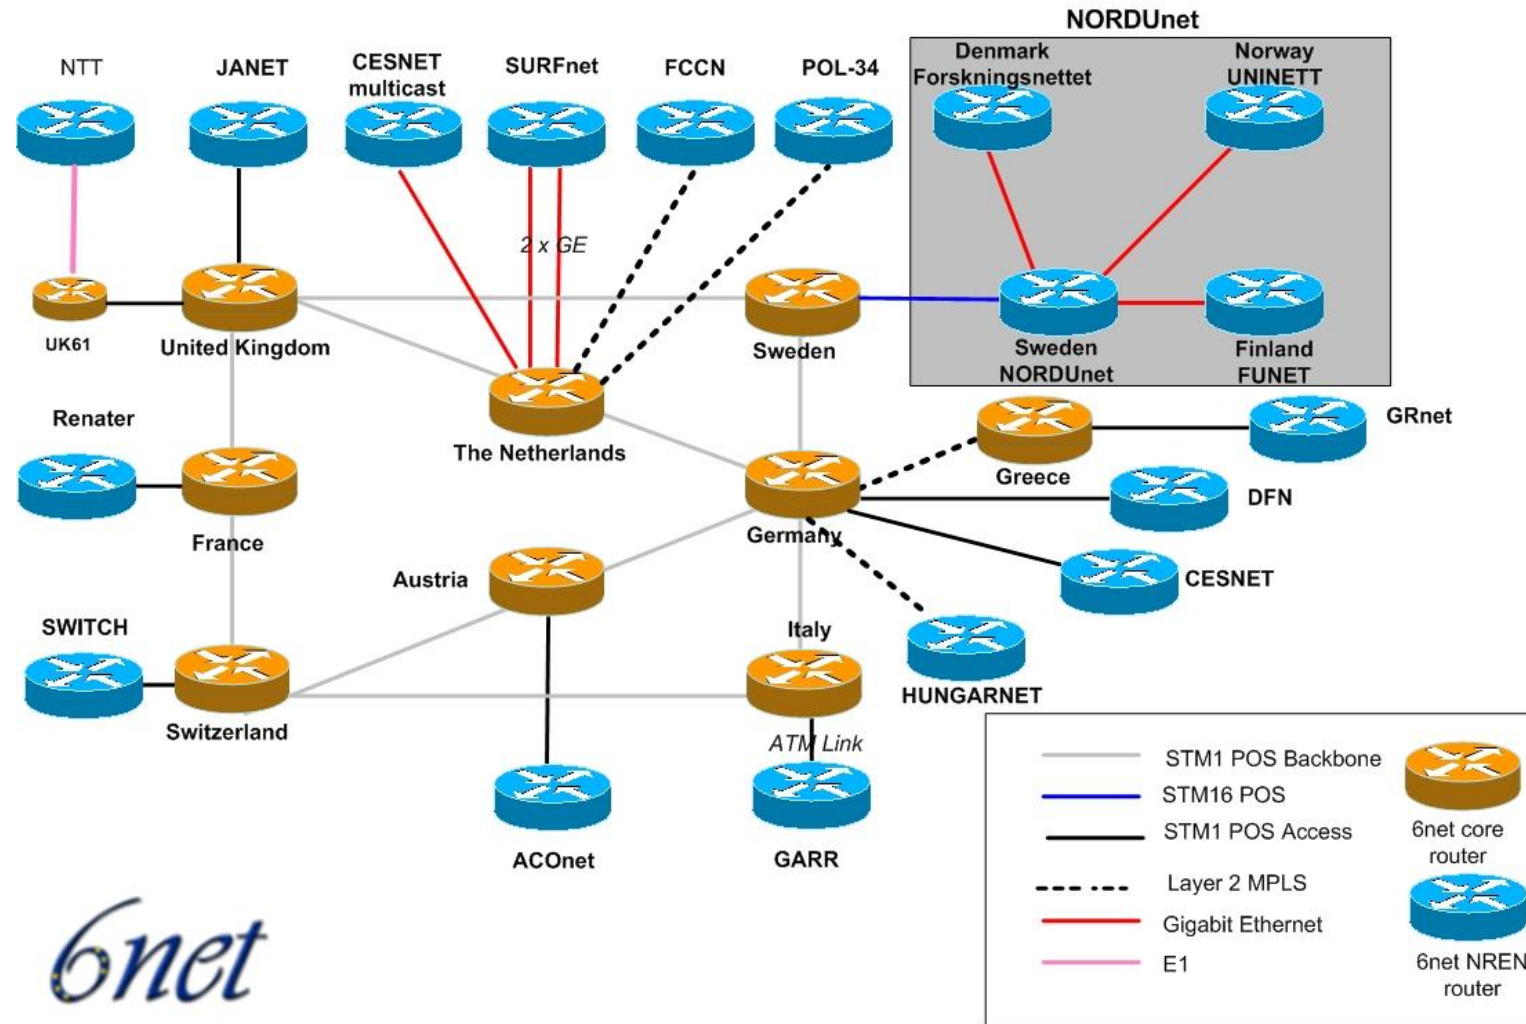 NORDUnet
NTT
JANET
CESNET
multicast
SURFnet
FCCN
POL-34
Denmark
Forskningsnettet
Norway
UNINETT
2 x GE
UK61
United Kingdom
Sweden
Sweden
NORDUnet
Finland
FUNET
Renater
The Netherlands
GRnet
Greece
DFN
France
Germany
Austria
CESNET
SWITCH
Italy
HUNGARNET
Switzerland
ATM Link
ACOnet
GARR
STM1 POS Backbone
STM16 POS
STM1 POS Access
Layer 2 MPLS
Gigabit Ethernet
E1
6net core
router
6net NREN
router
6net